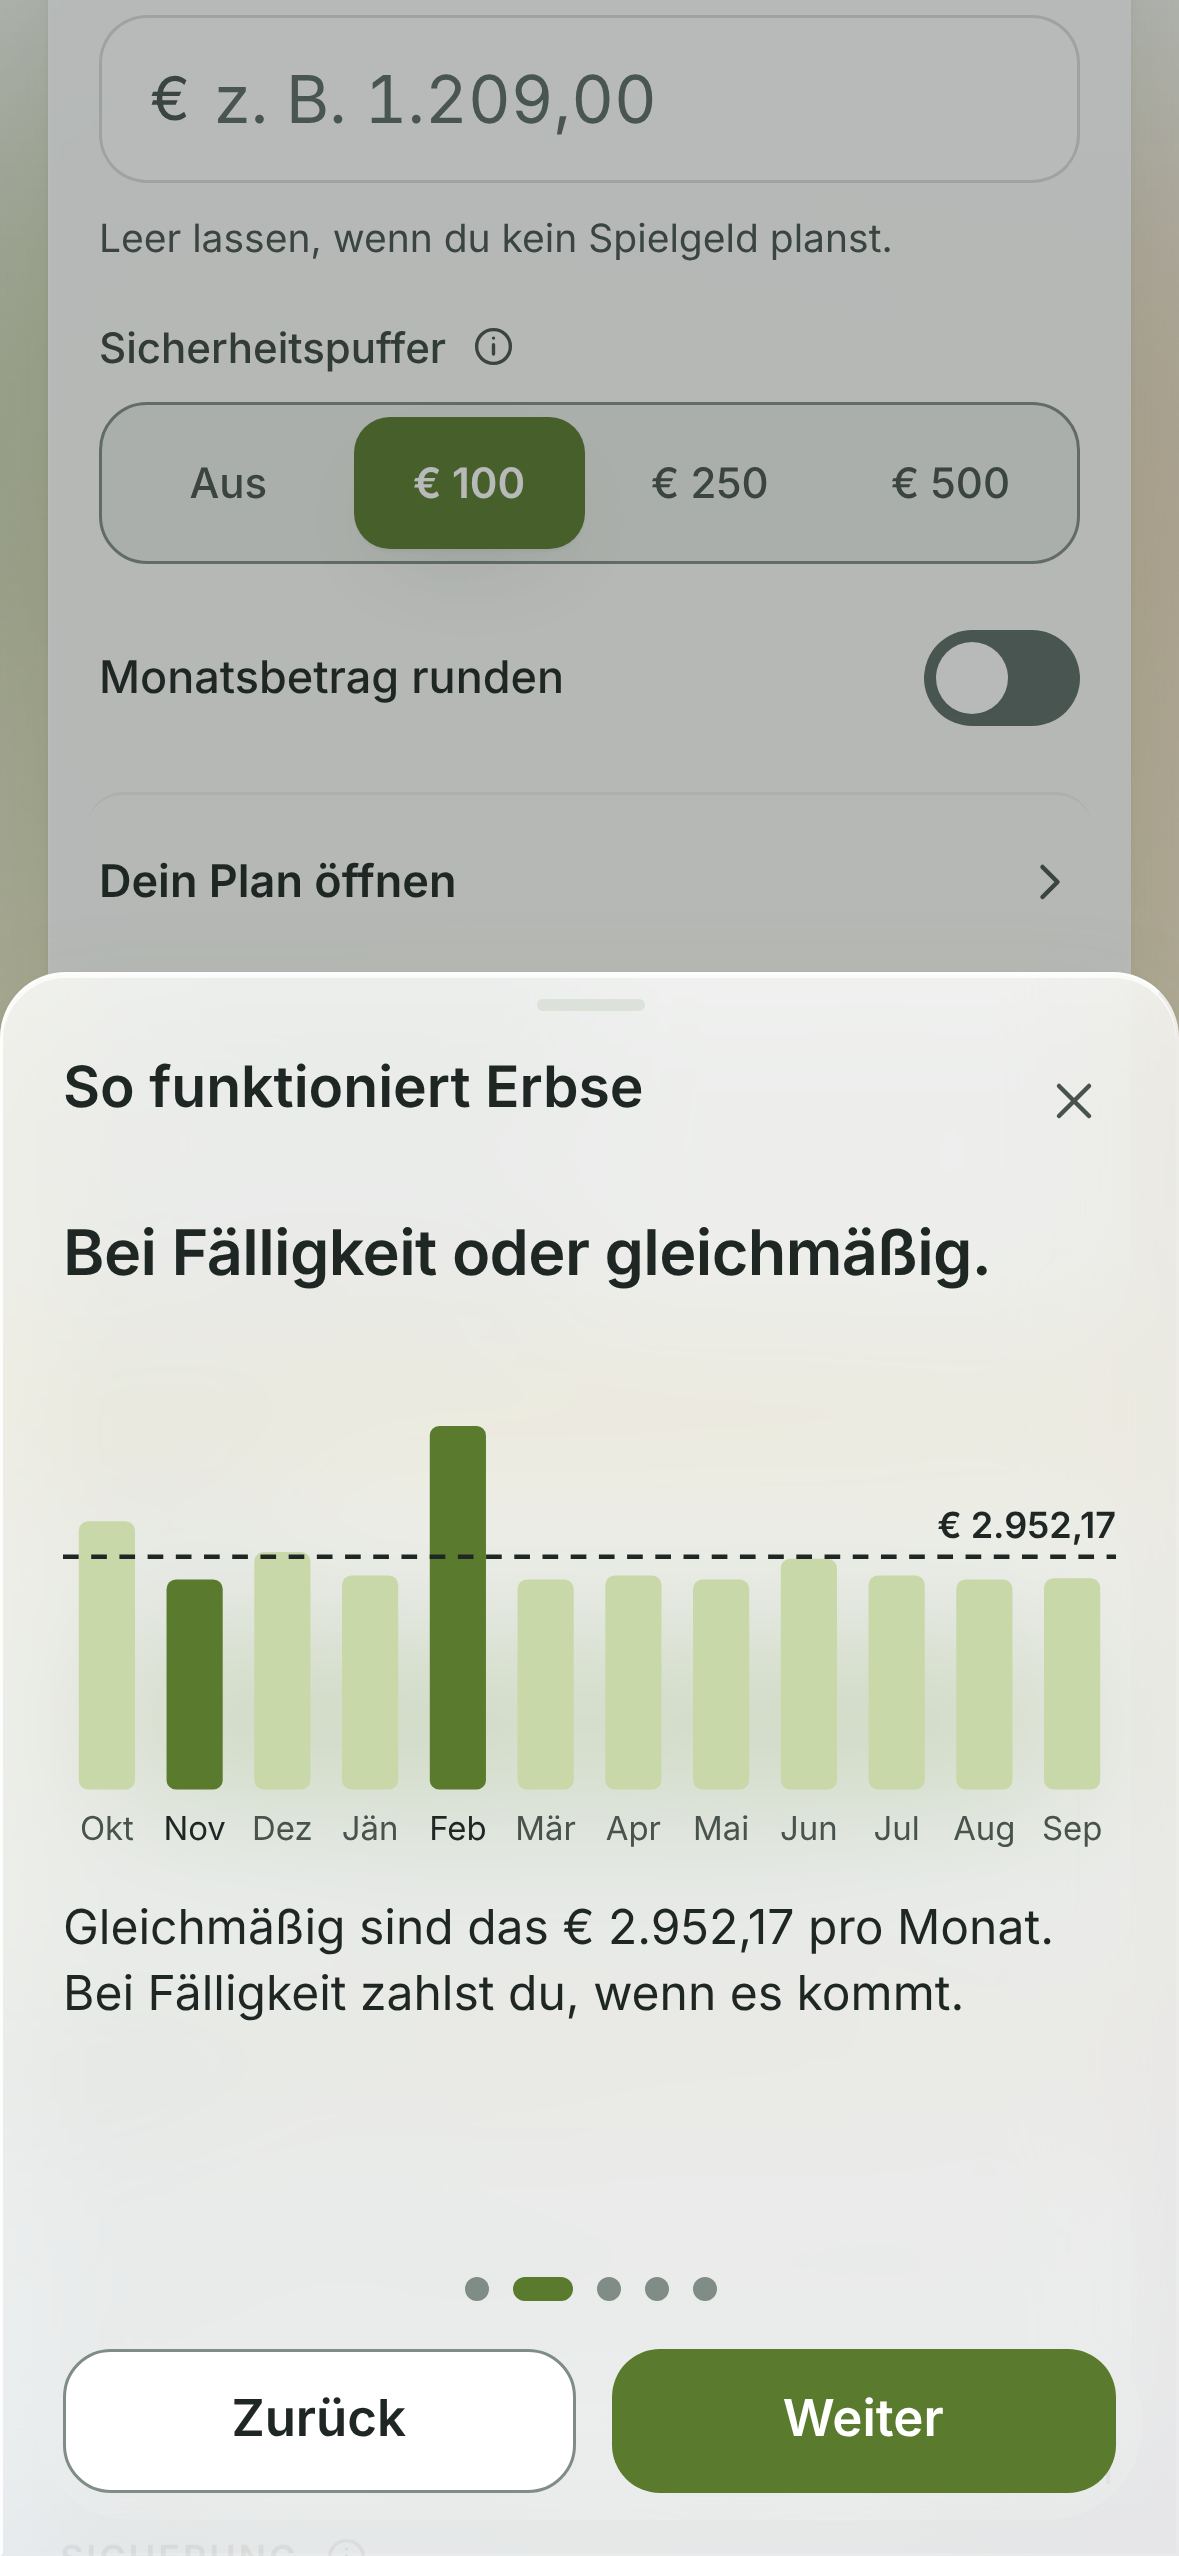 € z. B. 1.209,00
Leer lassen, wenn du kein Spielgeld planst.
Sicherheitspuffer
Aus € 100 € 250 € 500
Monatsbetrag runden
Dein Plan öffnen
So funktioniert Erbse
Bei Fälligkeit oder gleichmäßig.
€ 2.952,17
Okt Nov Dez Jän Feb Mär Apr Mai Jun Jul Aug Sep
Gleichmäßig sind das € 2.952,17 pro Monat.
Bei Fälligkeit zahlst du, wenn es kommt.
Zurück Weiter
SICHERUNG